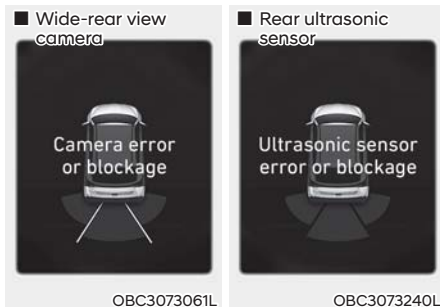 ■ Wide-rear view
camera
Camera error
or blockage
OBC3073061L
■ Rear ultrasonic
sensor
Ultrasonic sensor
error or blockage
OBC3073240L